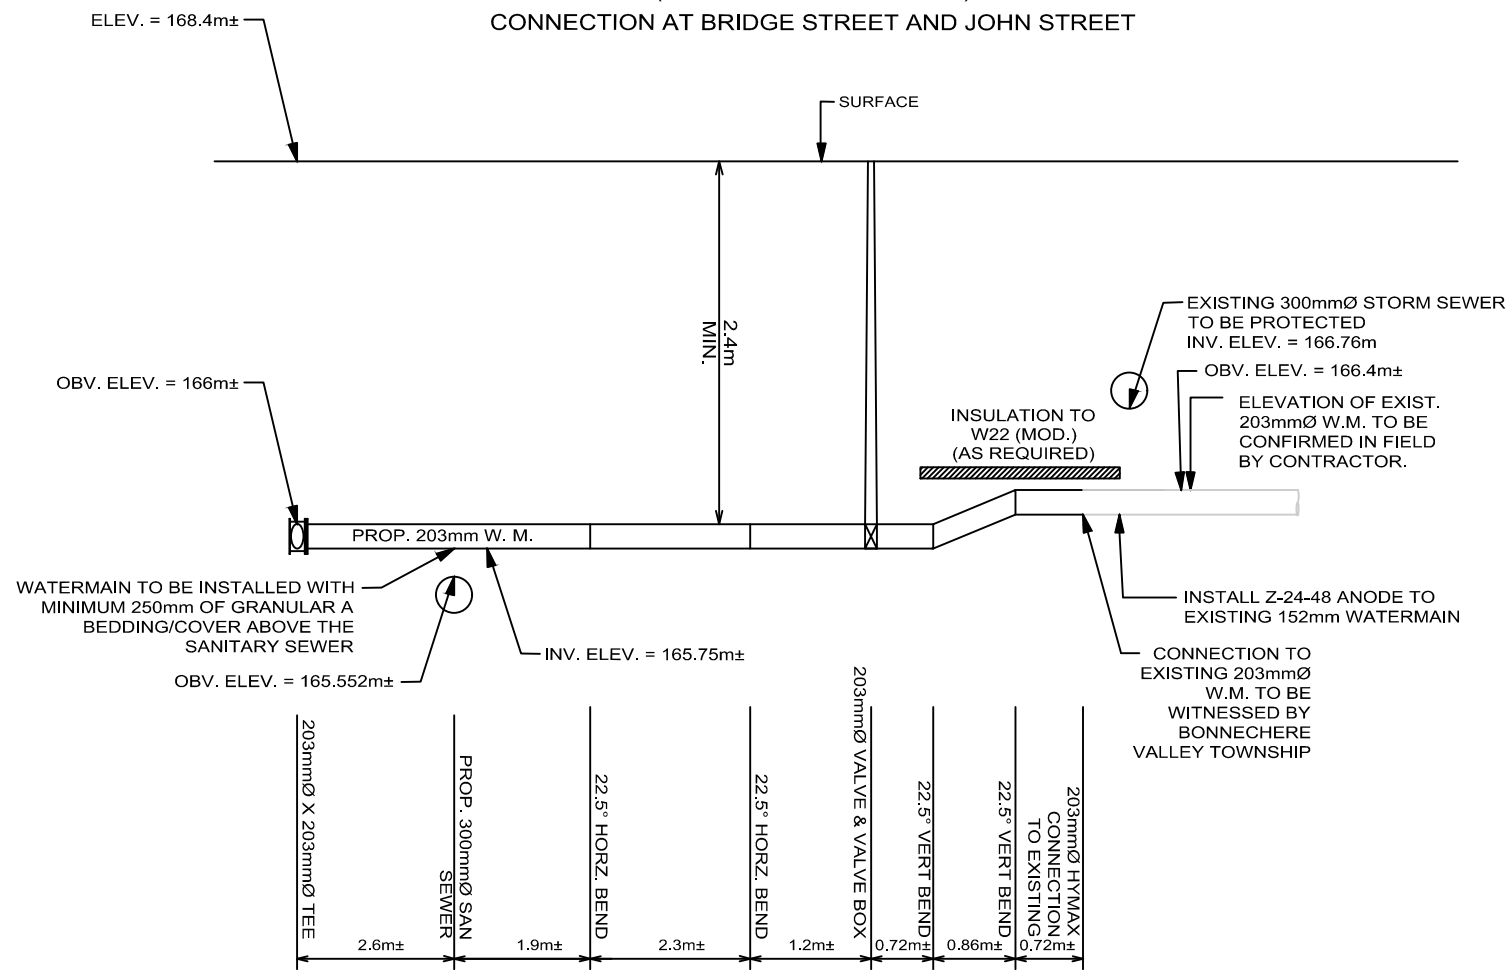 CONNECTION AT BRIDGE STREET AND JOHN STREET
ELEV. = 168.4m±
SURFACE
2.4m
MIN.
EXISTING 300mmØ STORM SEWER
TO BE PROTECTED
INV. ELEV. = 166.76m
OBV. ELEV. = 166.4m±
ELEVATION OF EXIST.
203mmØ W.M. TO BE
CONFIRMED IN FIELD
BY CONTRACTOR.
OBV. ELEV. = 166m±
INSULATION TO
W22 (MOD.)
(AS REQUIRED)
PROP. 203mm W. M.
WATERMAIN TO BE INSTALLED WITH
MINIMUM 250mm OF GRANULAR A
BEDDING/COVER ABOVE THE
SANITARY SEWER
INV. ELEV. = 165.75m±
OBV. ELEV. = 165.552m±
INSTALL Z-24-48 ANODE TO
EXISTING 152mm WATERMAIN
CONNECTION TO
EXISTING 203mmØ
W.M. TO BE
WITNESSED BY
BONNECHERE
VALLEY TOWNSHIP
203mmØ X 203mmØ TEE
PROP. 300mmØ SAN
SEWER
22.5° HORZ. BEND
22.5° HORZ. BEND
203mmØ VALVE & VALVE BOX
22.5° VERT BEND
22.5° VERT BEND
203mmØ HYMAX
CONNECTION
TO EXISTING
2.6m±
1.9m±
2.3m±
1.2m±
0.72m±
0.86m±
0.72m±